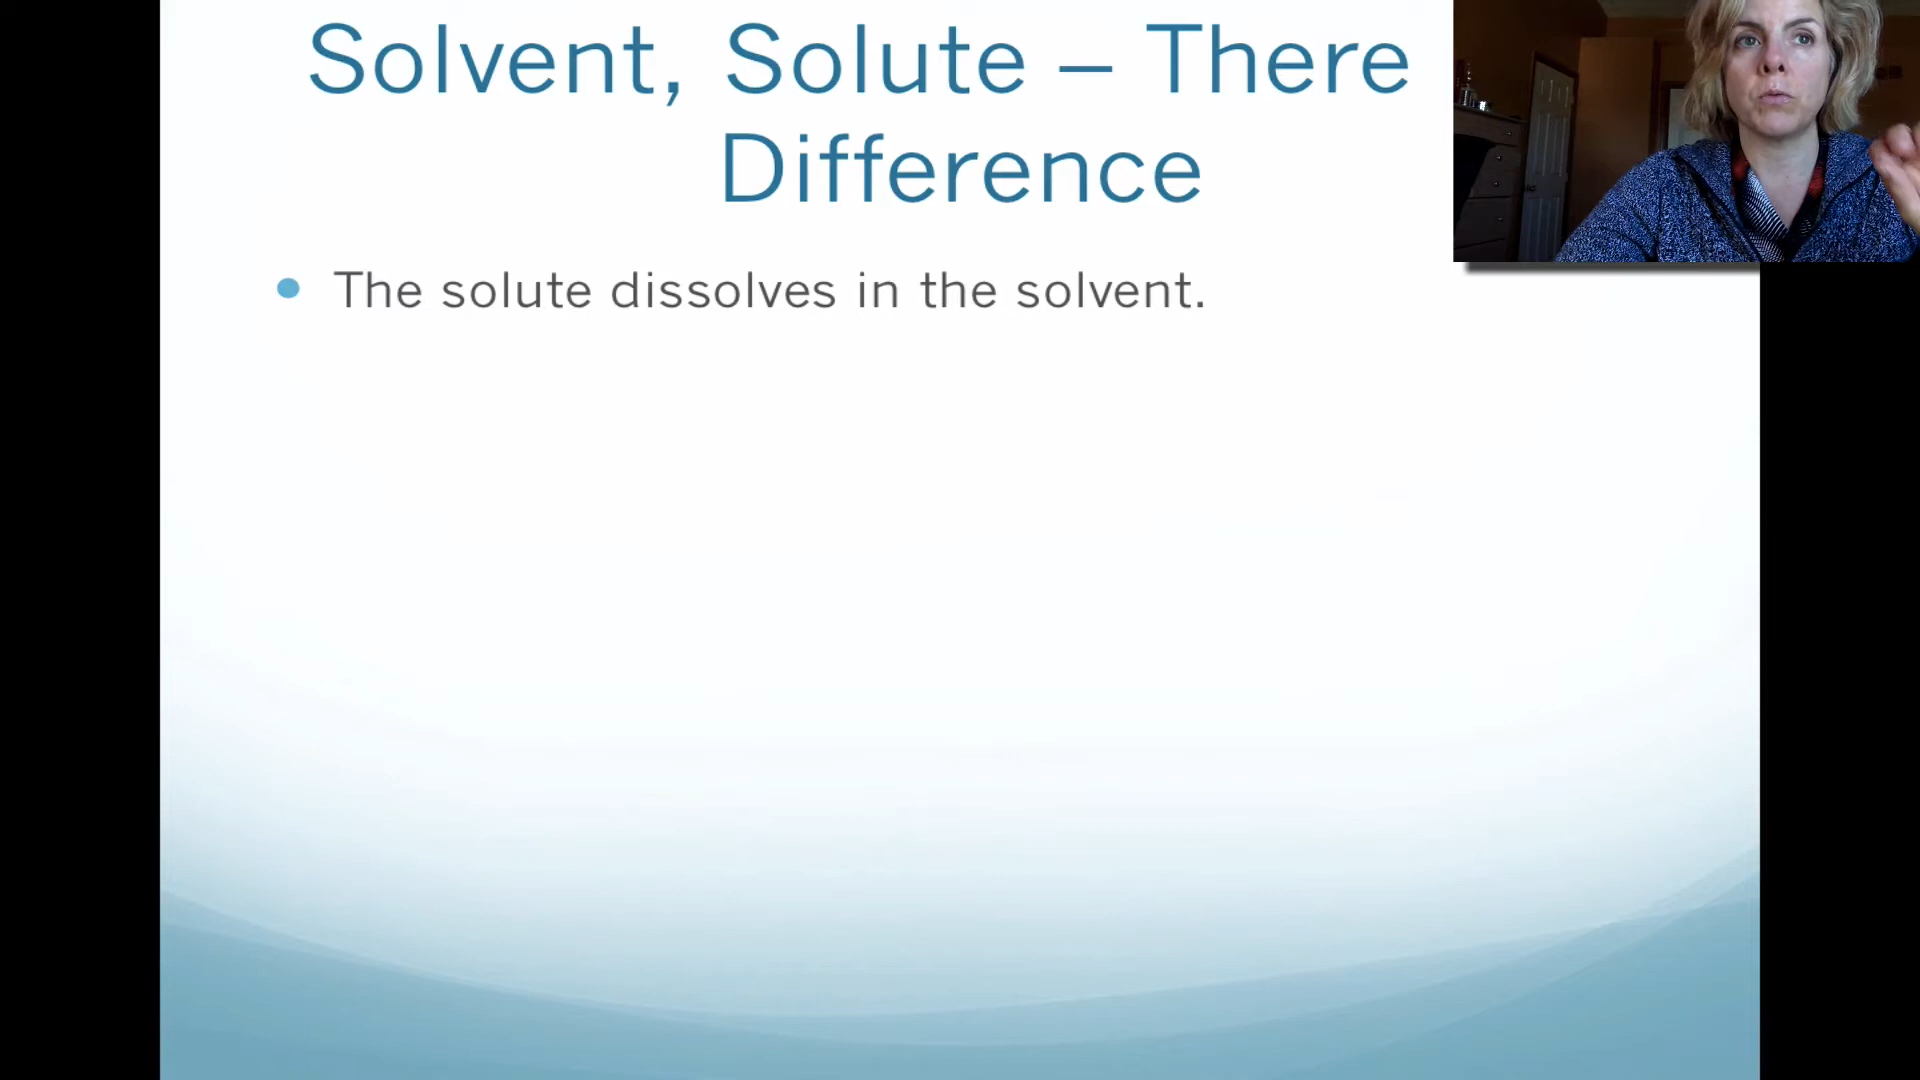 Solvent, Solute – There
Difference
The solute dissolves in the solvent.